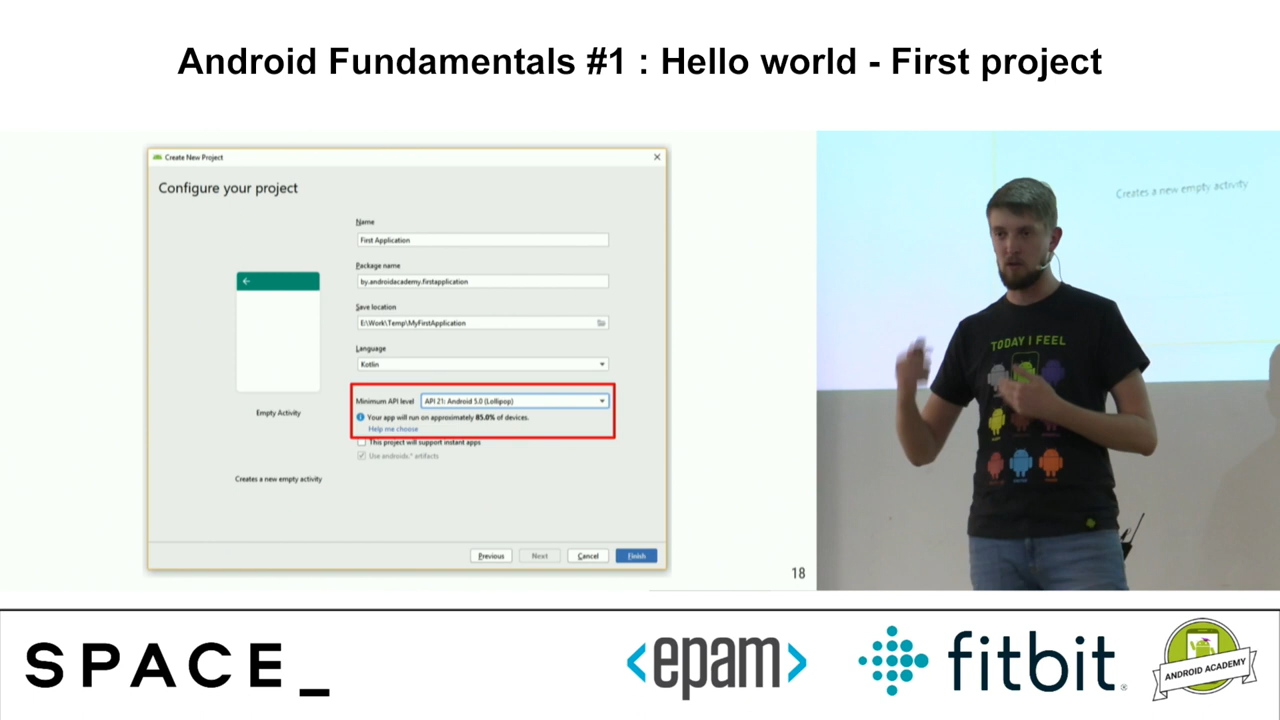 Android Fundamentals #1 : Hello world - First project
Create New Project
Configure your project
Name
First Application
Package name
by.androidacademy.firstapplication
Save location
E:\Work\Temp\MyFirstApplication
Language
Kotlin
Minimum API level
API 21: Android 5.0 (Lollipop)
Your app will run on approximately 85.0% of devices.
Help me choose
This project will support instant apps
Use androidx.* artifacts
Empty Activity
Creates a new empty activity
Previous
Next
Cancel
Finish
18
Creates a new empty activity
TODAY I FEEL
SPACE_
<epam>
fitbit®
ANDROID ACADEMY